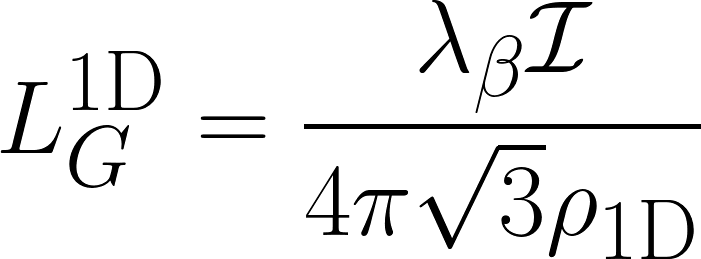 L_G^{1D} = \frac{\lambda_\beta \mathcal{I}}{4\pi\sqrt{3}\rho_{1D}}